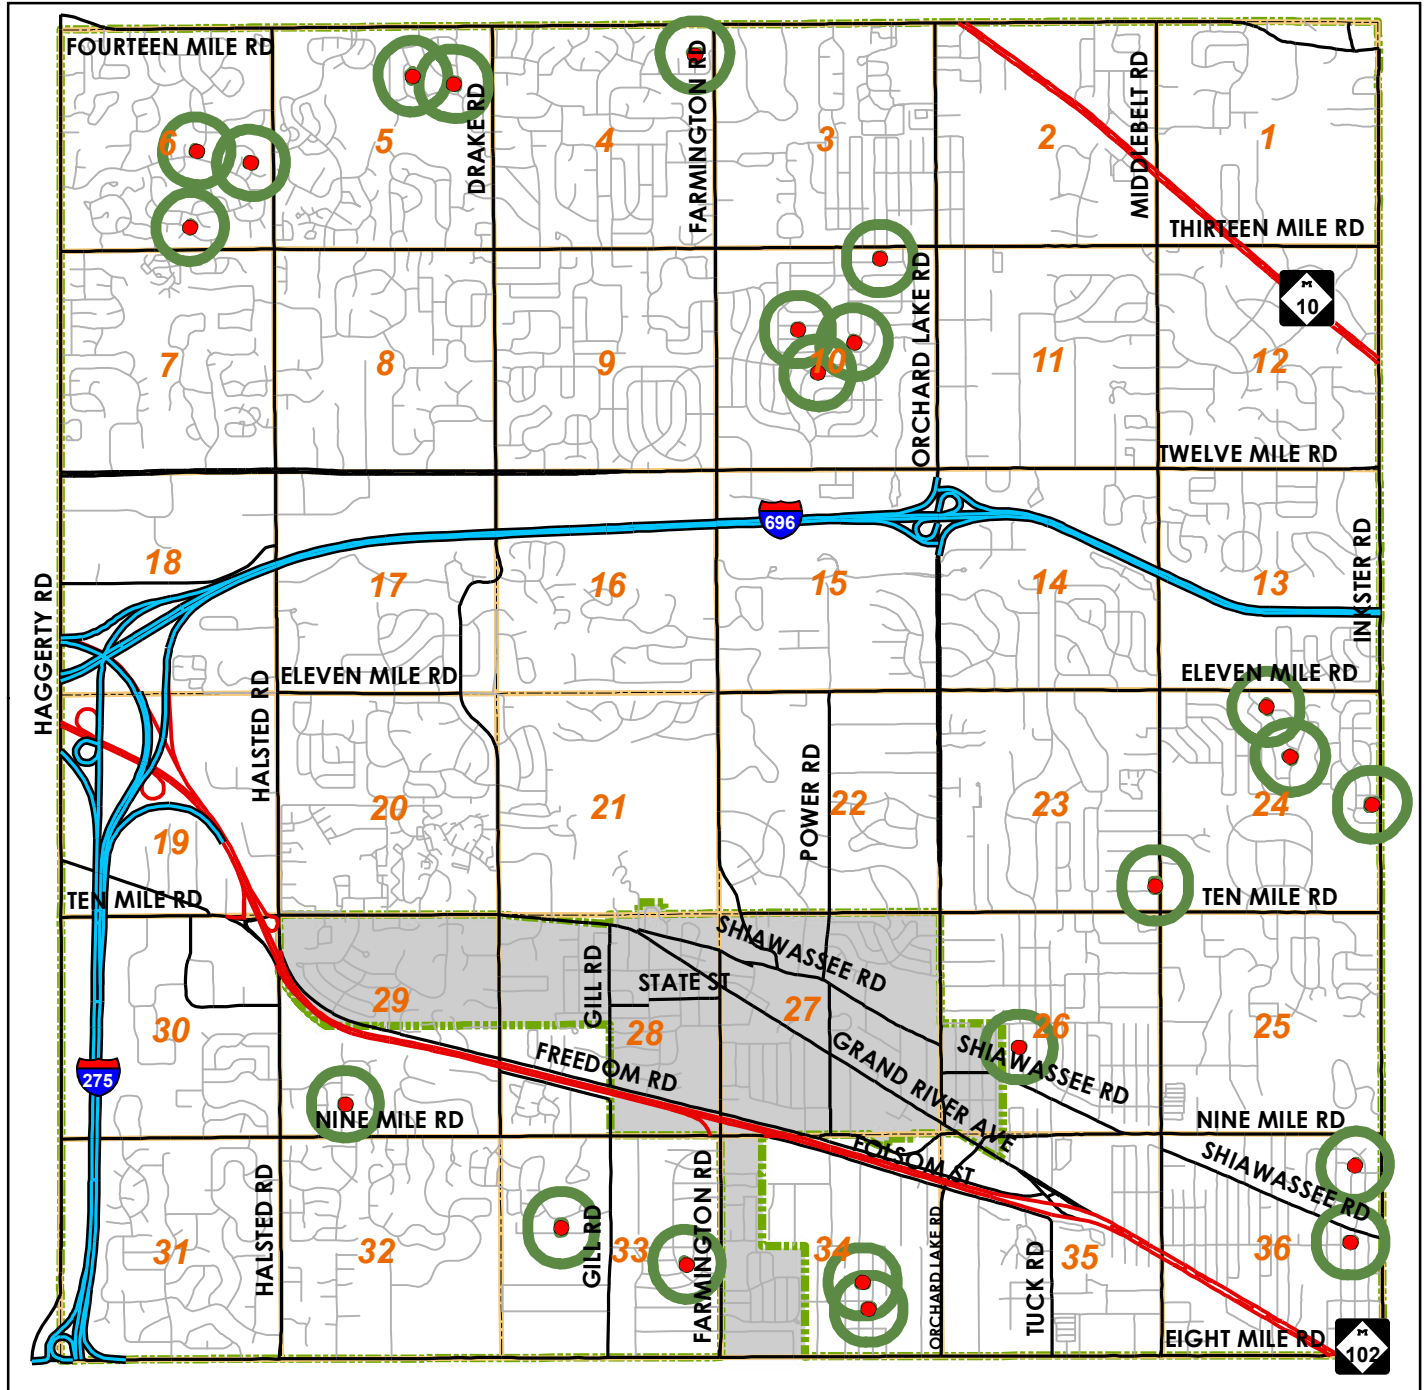 FOURTEEN MILE RD
6
5
DRAKE RD
4
FARMINGTON RD
3
2
MIDDLEBELT RD
1
THIRTEEN MILE RD
M
10
7
8
9
10
ORCHARD LAKE RD
11
12
TWELVE MILE RD
696
18
17
16
15
14
13
INKSTER RD
HAGGERTY RD
HALSTED RD
ELEVEN MILE RD
ELEVEN MILE RD
19
20
21
POWER RD
22
23
24
TEN MILE RD
TEN MILE RD
SHIAWASSEE RD
GILL RD
STATE ST
29
28
27
30
26
25
275
FREEDOM RD
GRAND RIVER AVE
SHIAWASSEE RD
NINE MILE RD
NINE MILE RD
FOLSOM ST
SHIAWASSEE RD
31
HALSTED RD
32
GILL RD
33
FARMINGTON RD
34
ORCHARD LAKE RD
TUCK RD
35
36
EIGHT MILE RD
M
102